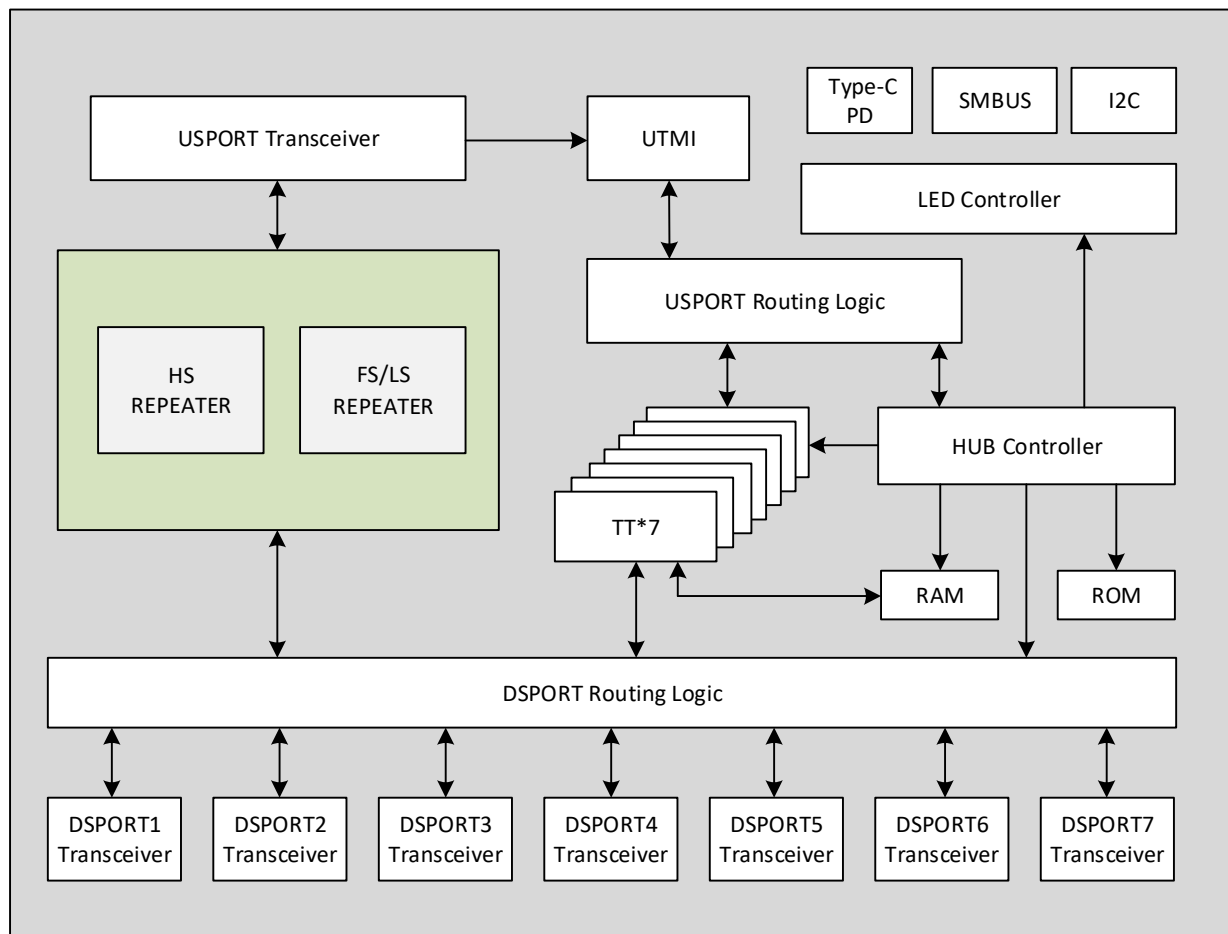 Type-C
PD
SMBUS
I2C
USPORT Transceiver
UTMI
LED Controller
USPORT Routing Logic
HS
REPEATER
FS/LS
REPEATER
HUB Controller
TT*7
RAM
ROM
DSPORT Routing Logic
DSPORT1
Transceiver
DSPORT2
Transceiver
DSPORT3
Transceiver
DSPORT4
Transceiver
DSPORT5
Transceiver
DSPORT6
Transceiver
DSPORT7
Transceiver